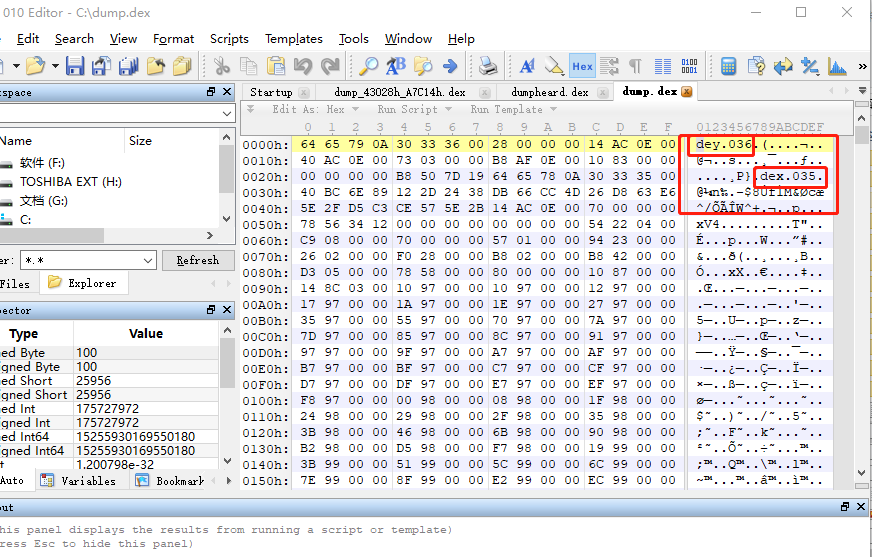 010 Editor - C:\dump.dex
Edit Search View Format Scripts Templates Tools Window Help
kspace
Startup dump_43028h_A7C14h.dex dumpheard.dex dump.dex
Edit As: Hex Run Script Run Template
Name Size
软件 (F:)
TOSHIBA EXT (H:)
文档 (G:)
C:
er: *.* Refresh
Files Explorer
pector
Type Value
ned Byte 100
igned Byte 100
ned Short 25956
igned Short 25956
ned Int 175727972
igned Int 175727972
ned Int64 15255930169550180
igned Int64 15255930169550180
t 1.200798e-32
Auto Variables Bookmark
0 1 2 3 4 5 6 7 8 9 A B C D E F 0123456789ABCDEF
0000h: 64 65 79 0A 30 33 36 00 28 00 00 00 14 AC 0E 00 dey.036.(....¬..
0010h: 40 AC 0E 00 73 03 00 00 B8 AF 0E 00 10 83 00 00 @¬..s...¸¯...ƒ..
0020h: 00 00 00 00 B8 50 7D 19 64 65 78 0A 30 33 35 00 ....¸P}.dex.035.
0030h: 40 BC 6E 89 12 2D 24 38 DB 66 CC 4D 26 D8 63 E6 @¼n‰.-$8ÛfÌM&Øcæ
0040h: 5E 2F D5 C3 CE 57 5E 2B 14 AC 0E 00 70 00 00 00 ^/ÕÃÎW^+.¬..p...
0050h: 78 56 34 12 00 00 00 00 00 00 00 00 54 22 04 00 xV4.........T"..
0060h: C9 08 00 00 70 00 00 00 57 01 00 00 94 23 00 00 É...p...W...”#..
0070h: 26 02 00 00 F0 28 00 00 B8 02 00 00 B8 42 00 00 &...ð(..¸...¸B..
0080h: D3 05 00 00 78 58 00 00 80 00 00 00 10 87 00 00 Ó...xX..€....‡..
0090h: 14 8C 03 00 10 97 00 00 10 97 00 00 12 97 00 00 .Œ...—...—...—..
00A0h: 17 97 00 00 1A 97 00 00 1E 97 00 00 27 97 00 00 .—...—...—..'—..
00B0h: 35 97 00 00 55 97 00 00 70 97 00 00 7A 97 00 00 5—..U—..p—..z—..
00C0h: 7D 97 00 00 85 97 00 00 8C 97 00 00 91 97 00 00 }—..…—..Œ—..‘—..
00D0h: 97 97 00 00 9F 97 00 00 A7 97 00 00 AF 97 00 00 ——..Ÿ—..§—..¯—..
00E0h: B7 97 00 00 BF 97 00 00 C7 97 00 00 CF 97 00 00 ·—..¿—..Ç—..Ï—..
00F0h: D7 97 00 00 DF 97 00 00 E7 97 00 00 EF 97 00 00 ×—..ß—..ç—..ï—..
0100h: F8 97 00 00 00 98 00 00 08 98 00 00 1F 98 00 00 ø—...˜...˜...˜..
0110h: 24 98 00 00 29 98 00 00 2F 98 00 00 35 98 00 00 $˜..)˜../˜..5˜..
0120h: 3B 98 00 00 46 98 00 00 6B 98 00 00 90 98 00 00 ;˜..F˜..k˜...˜..
0130h: B2 98 00 00 D5 98 00 00 F7 98 00 00 19 99 00 00 ²˜..Õ˜..÷˜...™..
0140h: 3B 99 00 00 51 99 00 00 5C 99 00 00 6C 99 00 00 ;™..Q™..\™..l™..
0150h: 7E 99 00 00 8F 99 00 00 E2 99 00 00 EC 99 00 00 ~™...™..â™..ì™..
out
his panel displays the results from running a script or template)
ress Esc to hide this panel)